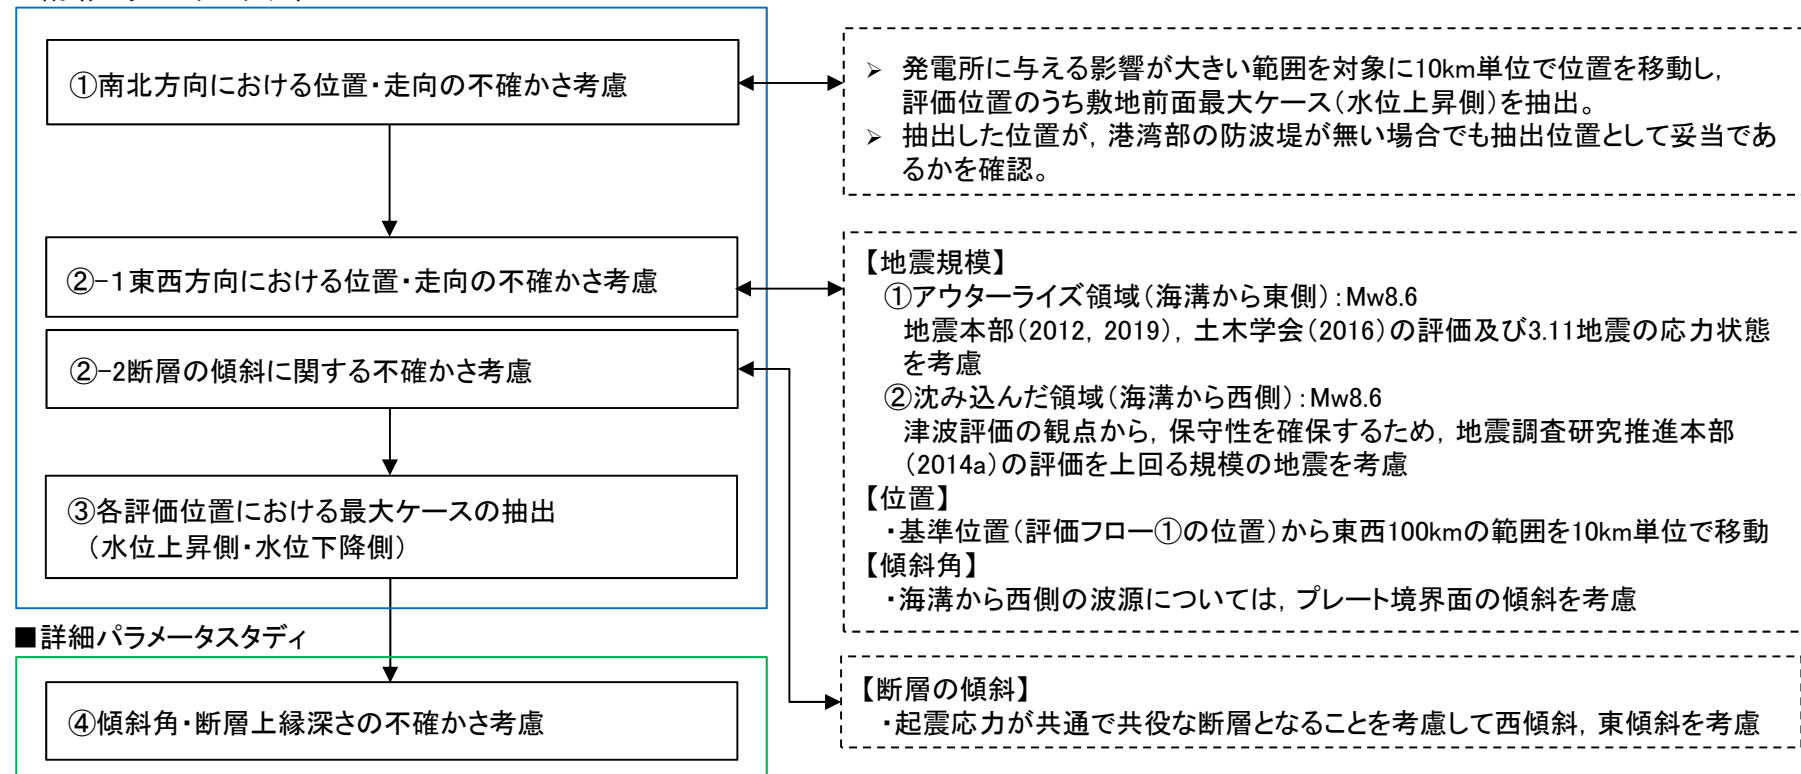 ①南北方向における位置・走向の不確かさ考慮
➢ 発電所に与える影響が大きい範囲を対象に10km単位で位置を移動し，
評価位置のうち敷地前面最大ケース（水位上昇側）を抽出。
➢ 抽出した位置が，港湾部の防波堤が無い場合でも抽出位置として妥当であ
るかを確認。
②-1東西方向における位置・走向の不確かさ考慮
②-2断層の傾斜に関する不確かさ考慮
【地震規模】
①アウターライズ領域（海溝から東側）：Mw8.6
地震本部（2012，2019），土木学会（2016）の評価及び3.11地震の応力状態
を考慮
②沈み込んだ領域（海溝から西側）：Mw8.6
津波評価の観点から，保守性を確保するため，地震調査研究推進本部
（2014a）の評価を上回る規模の地震を考慮
【位置】
・基準位置（評価フロー①の位置）から東西100kmの範囲を10km単位で移動
【傾斜角】
・海溝から西側の波源については，プレート境界面の傾斜を考慮
③各評価位置における最大ケースの抽出
（水位上昇側・水位下降側）
■詳細パラメータスタディ
④傾斜角・断層上縁深さの不確かさ考慮
【断層の傾斜】
・起震応力が共通で共役な断層となることを考慮して西傾斜，東傾斜を考慮